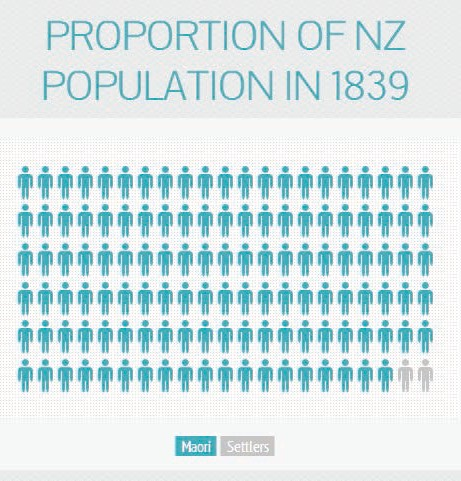 PROPORTION OF NZ
POPULATION IN 1839
Maori Settlers